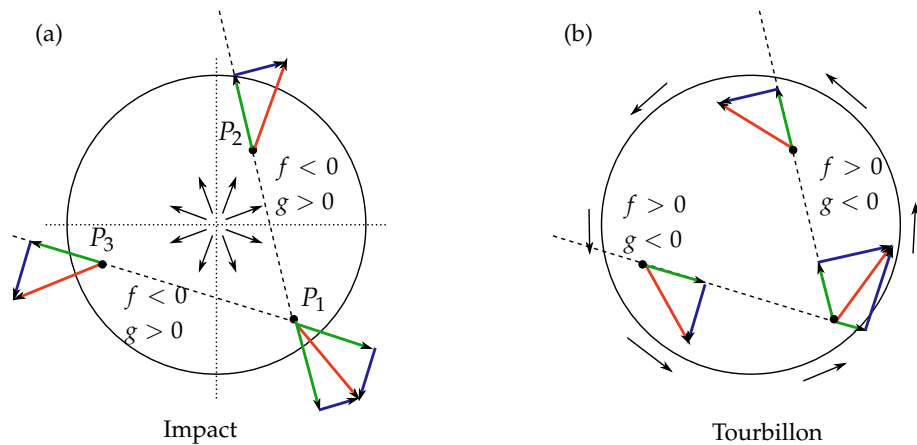 (a)
(b)
P₂
f < 0
g > 0
f > 0
g < 0
f > 0
g < 0
P₃
f < 0
g > 0
P₁
Impact
Tourbillon